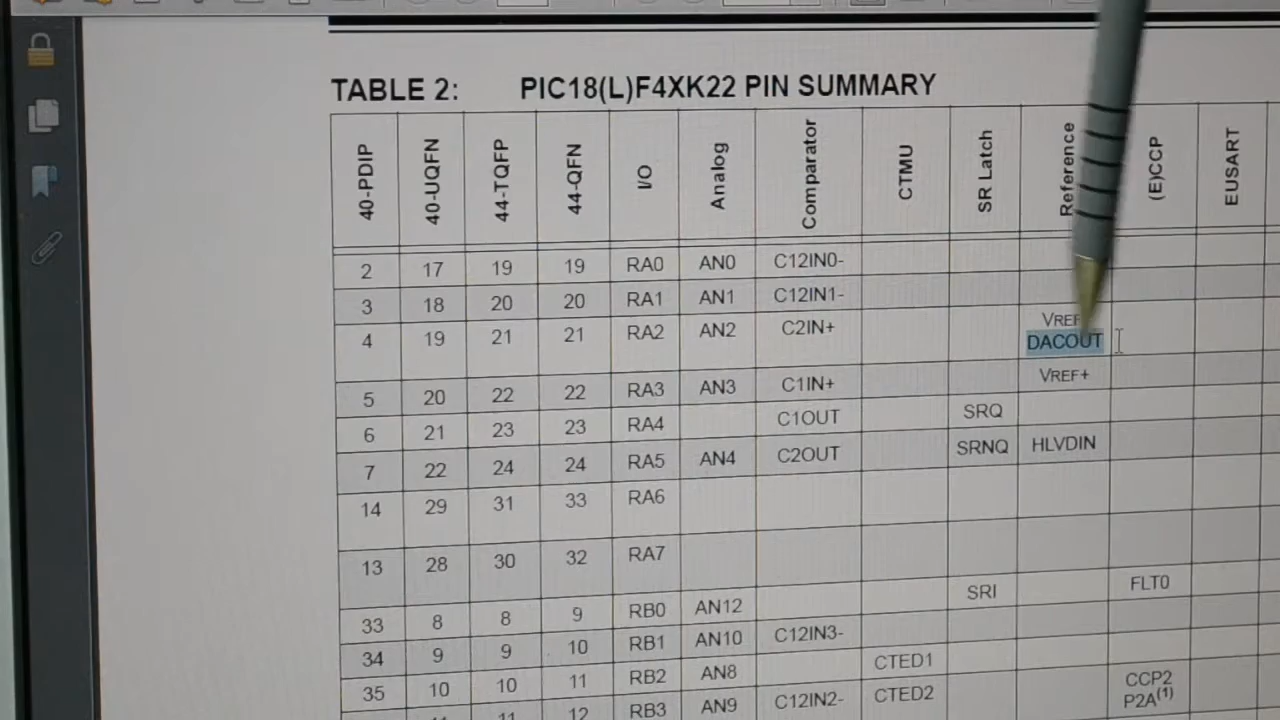 TABLE 2: PIC18(L)F4XK22 PIN SUMMARY
40-PDIP 40-UQFN 44-TQFP 44-QFN I/O Analog Comparator CTMU SR Latch Reference (E)CCP EUSART
2 17 19 19 RA0 AN0 C12IN0-
3 18 20 20 RA1 AN1 C12IN1-
4 19 21 21 RA2 AN2 C2IN+ VREF
DACOUT
5 20 22 22 RA3 AN3 C1IN+ VREF+
6 21 23 23 RA4 C1OUT SRQ
7 22 24 24 RA5 AN4 C2OUT SRNQ HLVDIN
14 29 31 33 RA6
13 28 30 32 RA7
33 8 8 9 RB0 AN12 SRI FLT0
34 9 9 10 RB1 AN10 C12IN3-
35 10 10 11 RB2 AN8 CTED1
11 12 RB3 AN9 C12IN2- CTED2 CCP2
P2A(1)